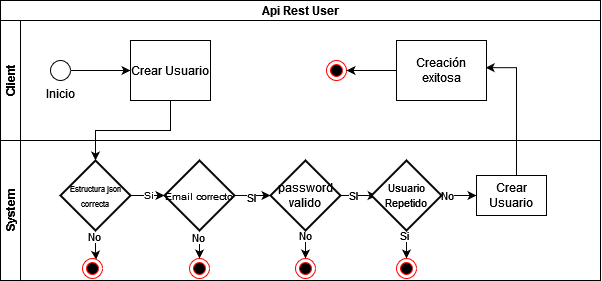 Api Rest User
Client
Inicio
Crear Usuario
Creación
exitosa
System
Estructura json
correcta
Si
Email correcto
SI
password
valido
SI
Usuario
Repetido
No
Crear
Usuario
No
No
No
Si